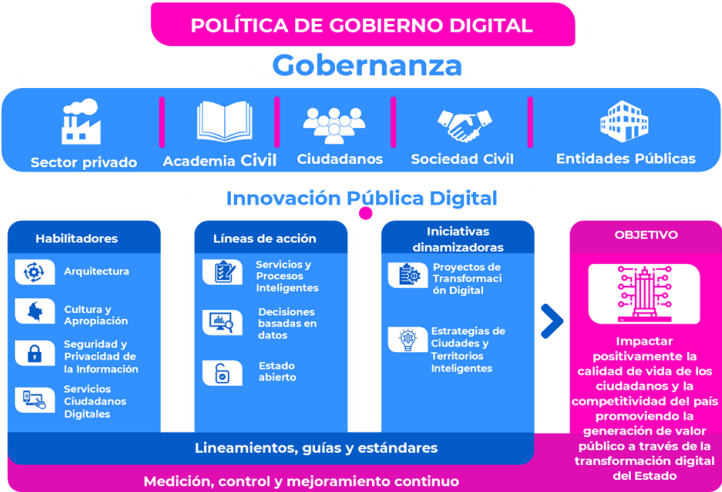 POLÍTICA DE GOBIERNO DIGITAL
Gobernanza
Sector privado
Academia Civil
Ciudadanos
Sociedad Civil
Entidades Públicas
Innovación Pública Digital
Habilitadores
Arquitectura
Cultura y
Apropiación
Seguridad y
Privacidad de
la Información
Servicios
Ciudadanos
Digitales
Líneas de acción
Servicios y
Procesos
Inteligentes
Decisiones
basadas en
datos
Estado
abierto
Iniciativas
dinamizadoras
Proyectos de
Transformaci
ón Digital
Estrategias de
Ciudades y
Territorios
Inteligentes
OBJETIVO
Impactar
positivamente la
calidad de vida de los
ciudadanos y la
competitividad del país
promoviendo la
generación de valor
público a través de la
transformación digital
del Estado
Lineamientos, guías y estándares
Medición, control y mejoramiento continuo